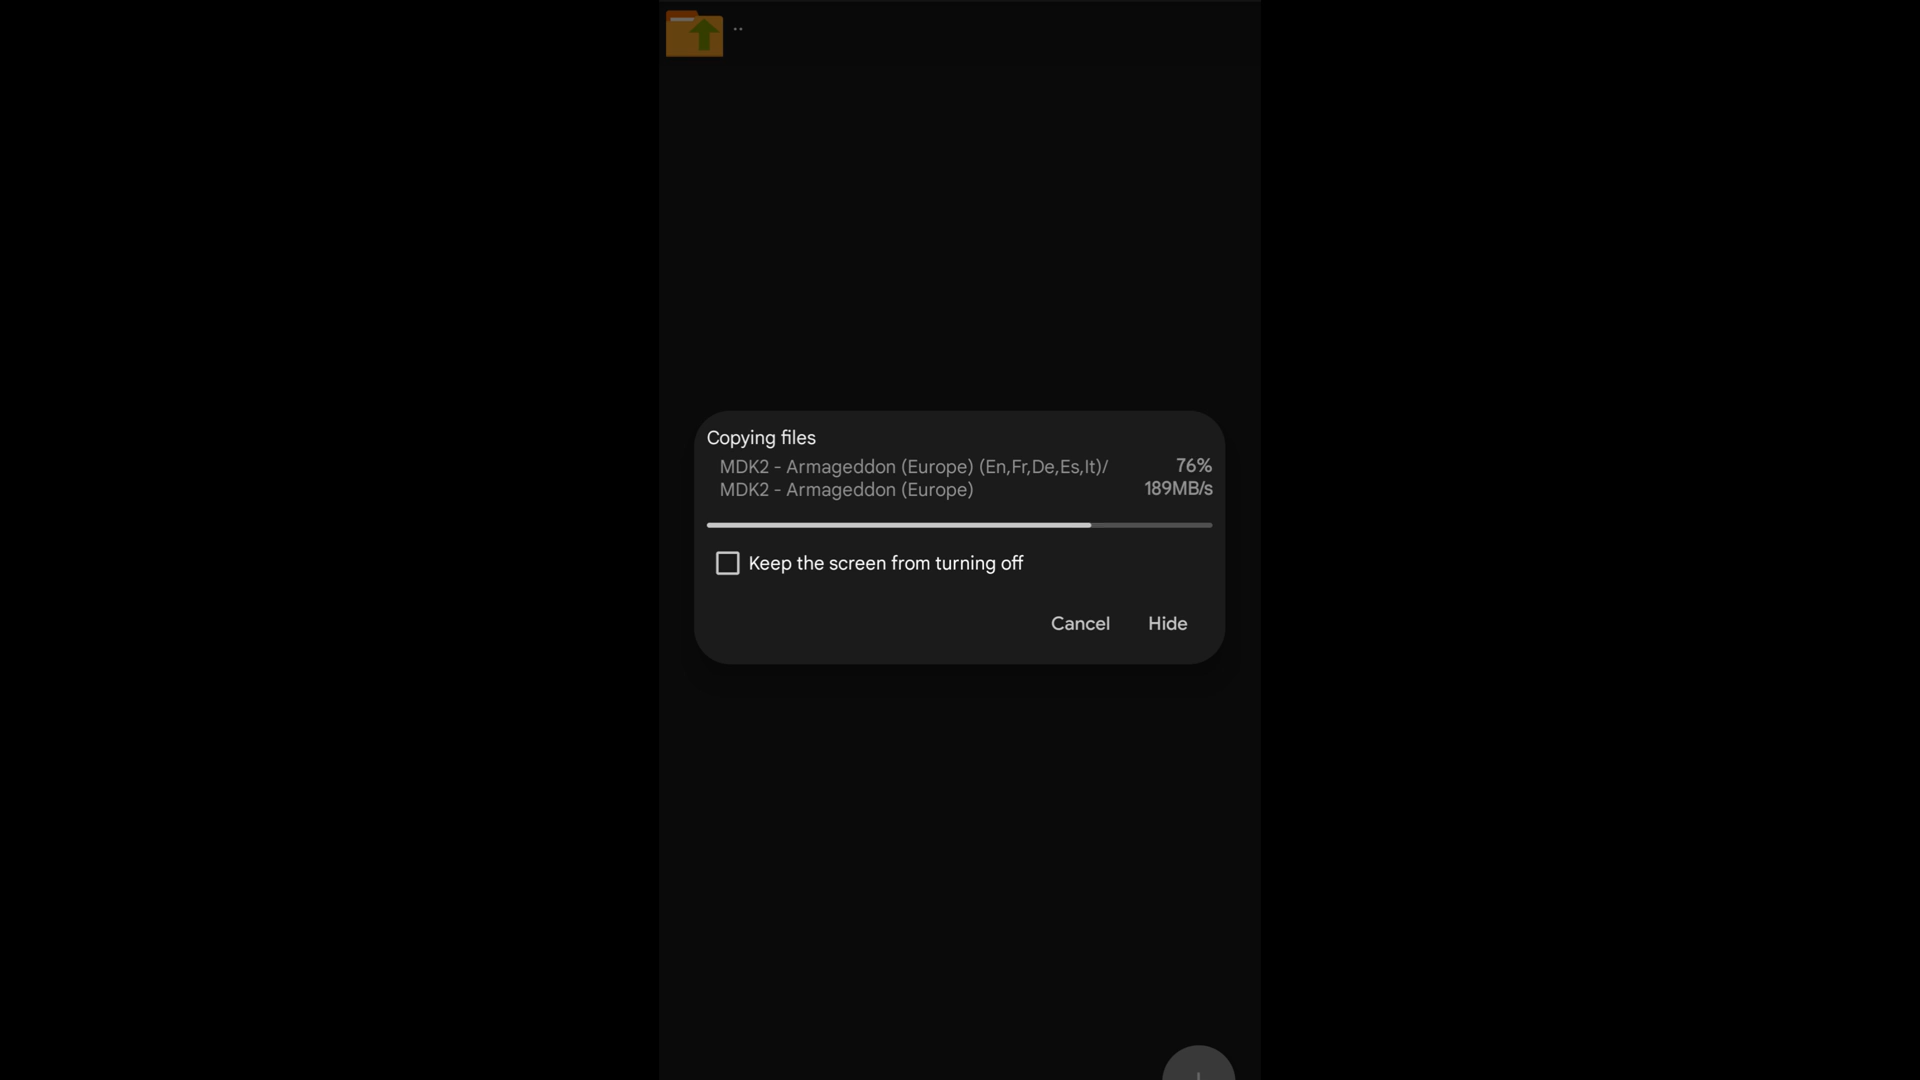 ..
Copying files
MDK2 - Armageddon (Europe) (En,Fr,De,Es,It)/ 76%
MDK2 - Armageddon (Europe) 189MB/s
Keep the screen from turning off
Cancel Hide